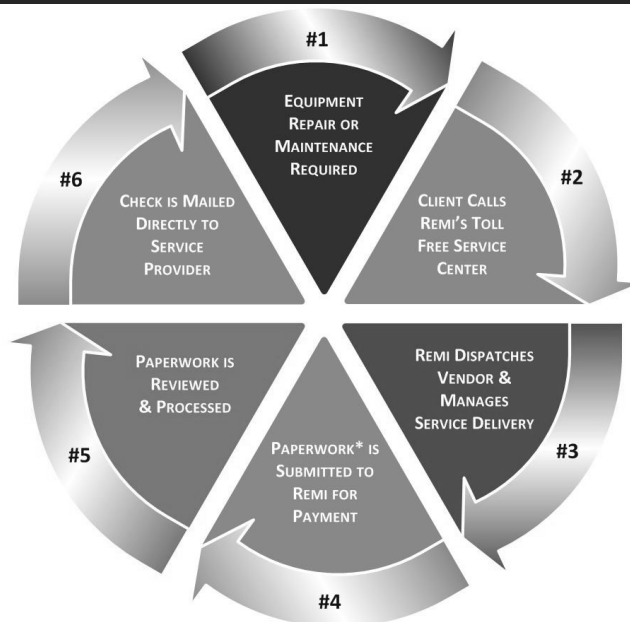 #1
EQUIPMENT
REPAIR OR
MAINTENANCE
REQUIRED
#2
CLIENT CALLS
REMI'S TOLL
FREE SERVICE
CENTER
#3
REMI DISPATCHES
VENDOR &
MANAGES
SERVICE DELIVERY
#4
PAPERWORK* IS
SUBMITTED TO
REMI FOR
PAYMENT
#5
PAPERWORK IS
REVIEWED
& PROCESSED
#6
CHECK IS MAILED
DIRECTLY TO
SERVICE
PROVIDER